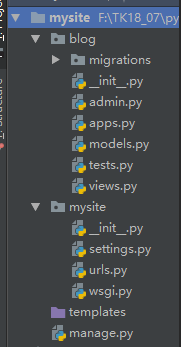 mysite F:\TK18_07\py
blog
migrations
__init__.py
admin.py
apps.py
models.py
tests.py
views.py
mysite
__init__.py
settings.py
urls.py
wsgi.py
templates
manage.py